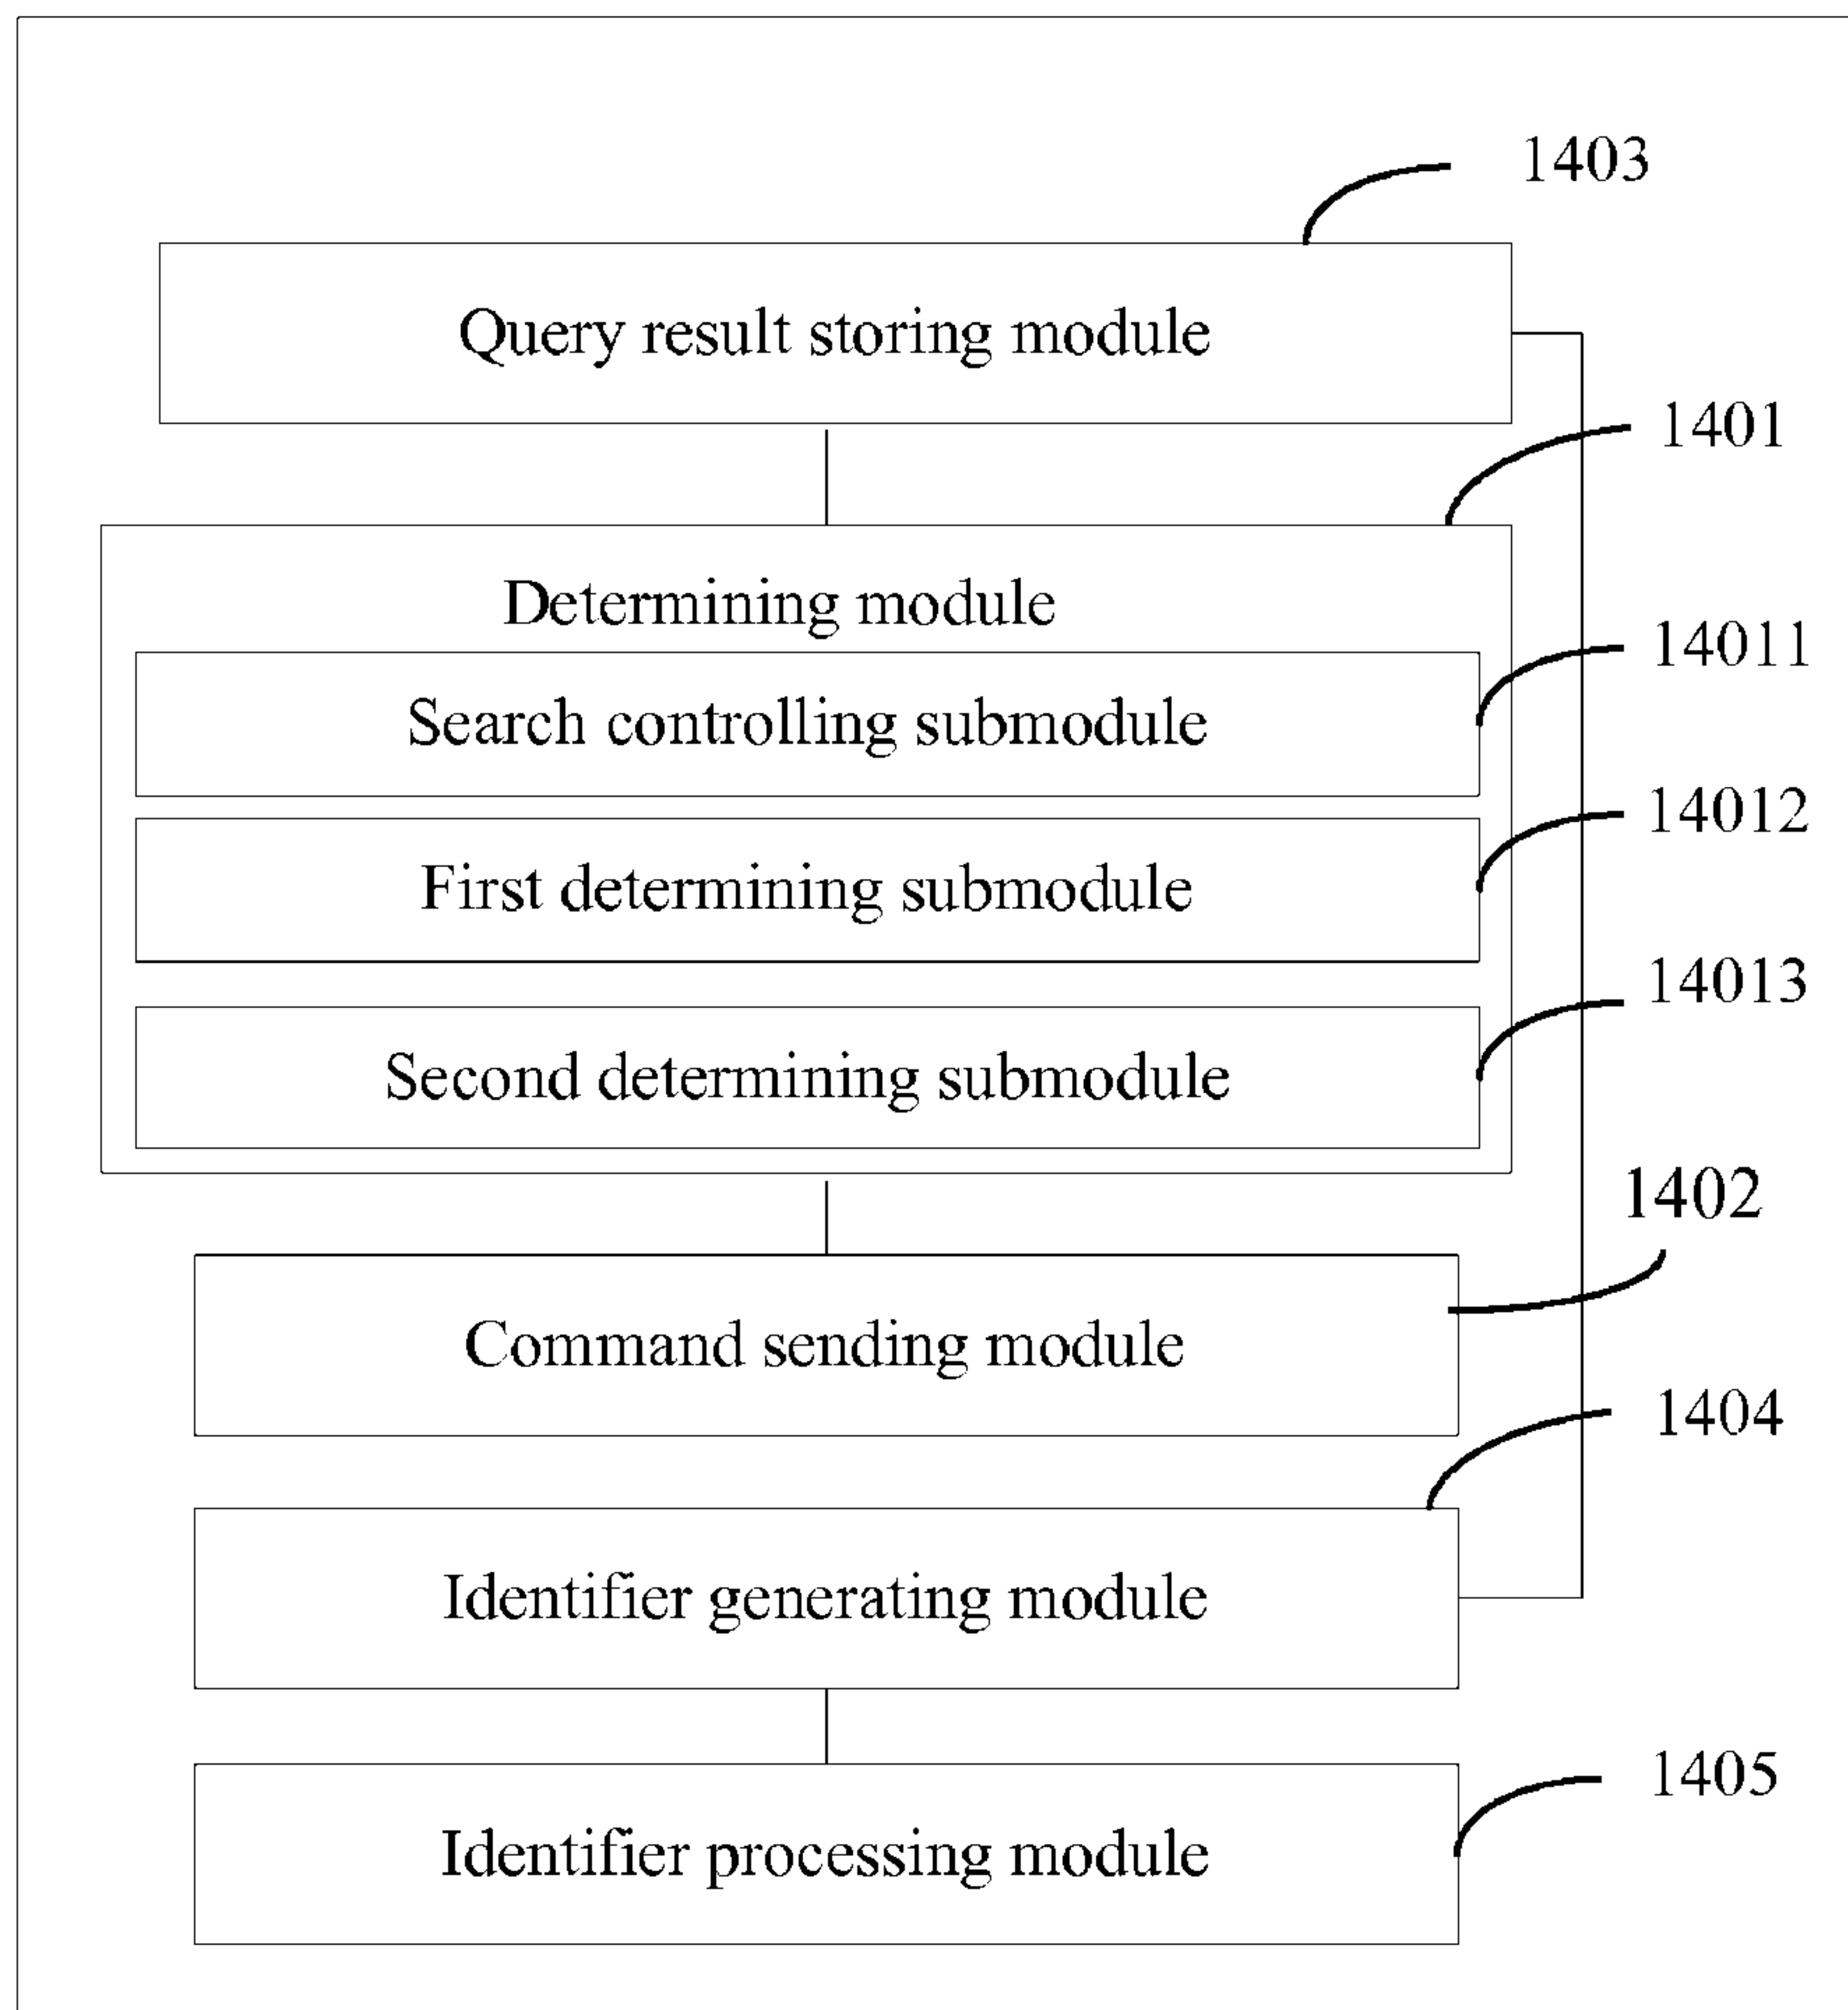 1403
Query result storing module
1401
Determining module
14011
Search controlling submodule
14012
First determining submodule
14013
Second determining submodule
1402
Command sending module
1404
Identifier generating module
1405
Identifier processing module